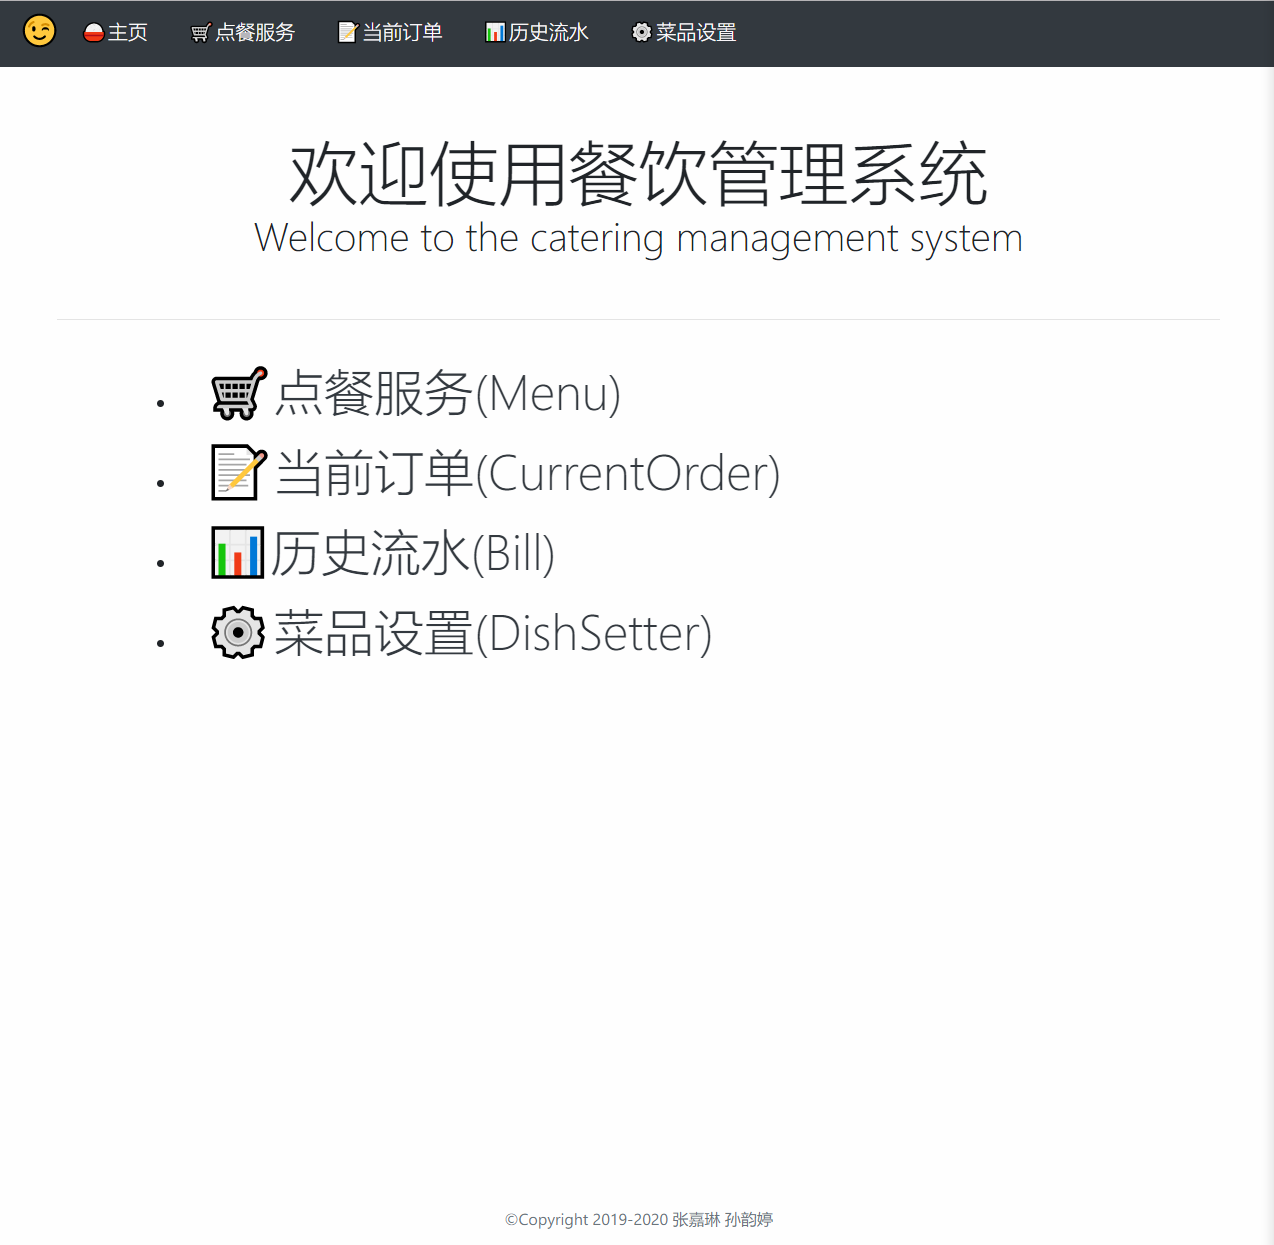 主页 点餐服务 当前订单 历史流水 菜品设置
欢迎使用餐饮管理系统
Welcome to the catering management system
点餐服务(Menu)
当前订单(CurrentOrder)
历史流水(Bill)
菜品设置(DishSetter)
©Copyright 2019-2020 张嘉琳 孙韵婷